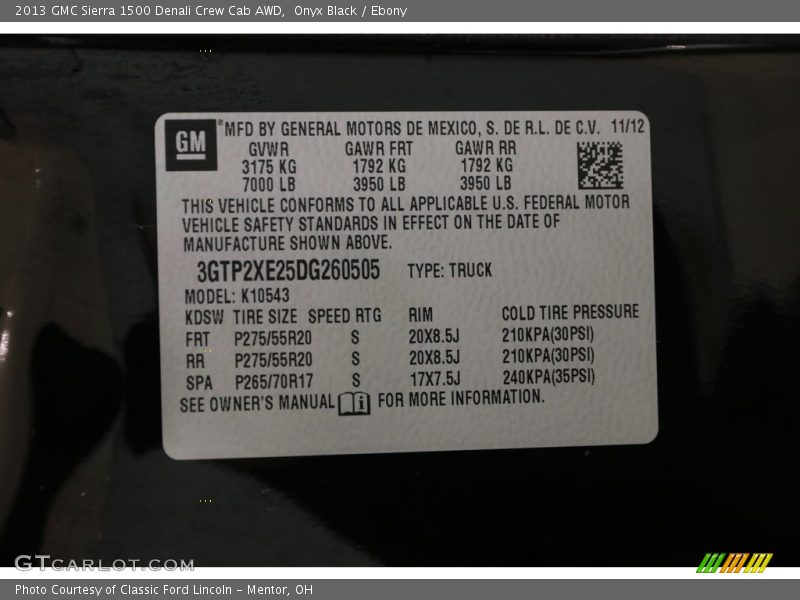 2013 GMC Sierra 1500 Denali Crew Cab AWD,  Onyx Black / Ebony
GM
MFD BY GENERAL MOTORS DE MEXICO, S. DE R.L. DE C.V. 11/12
GVWR GAWR FRT GAWR RR
3175 KG 1792 KG 1792 KG
7000 LB 3950 LB 3950 LB
THIS VEHICLE CONFORMS TO ALL APPLICABLE U.S. FEDERAL MOTOR
VEHICLE SAFETY STANDARDS IN EFFECT ON THE DATE OF
MANUFACTURE SHOWN ABOVE.
3GTP2XE25DG260505 TYPE: TRUCK
MODEL: K10543
KDSW TIRE SIZE SPEED RTG RIM COLD TIRE PRESSURE
FRT P275/55R20 S 20X8.5J 210KPA(30PSI)
RR P275/55R20 S 20X8.5J 210KPA(30PSI)
SPA P265/70R17 S 17X7.5J 240KPA(35PSI)
SEE OWNER'S MANUAL FOR MORE INFORMATION.
GTCARLOT.COM
Photo Courtesy of Classic Ford Lincoln - Mentor, OH